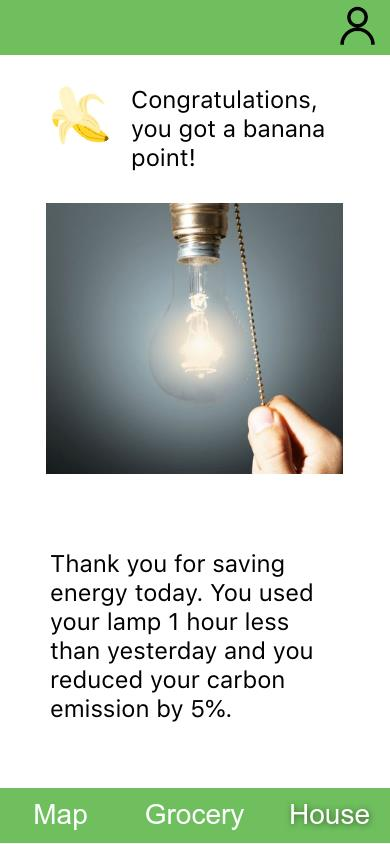 Congratulations,
you got a banana
point!
Thank you for saving
energy today. You used
your lamp 1 hour less
than yesterday and you
reduced your carbon
emission by 5%.
Map Grocery House